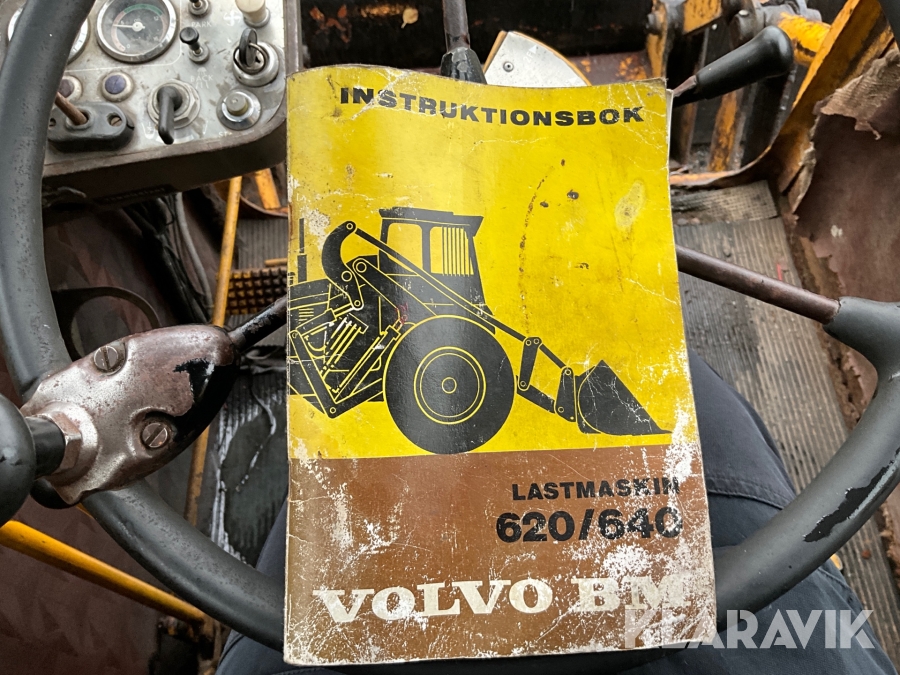 INSTRUKTIONSBOK
LASTMASKIN
620/640
VOLVO BM
KLARAVIK